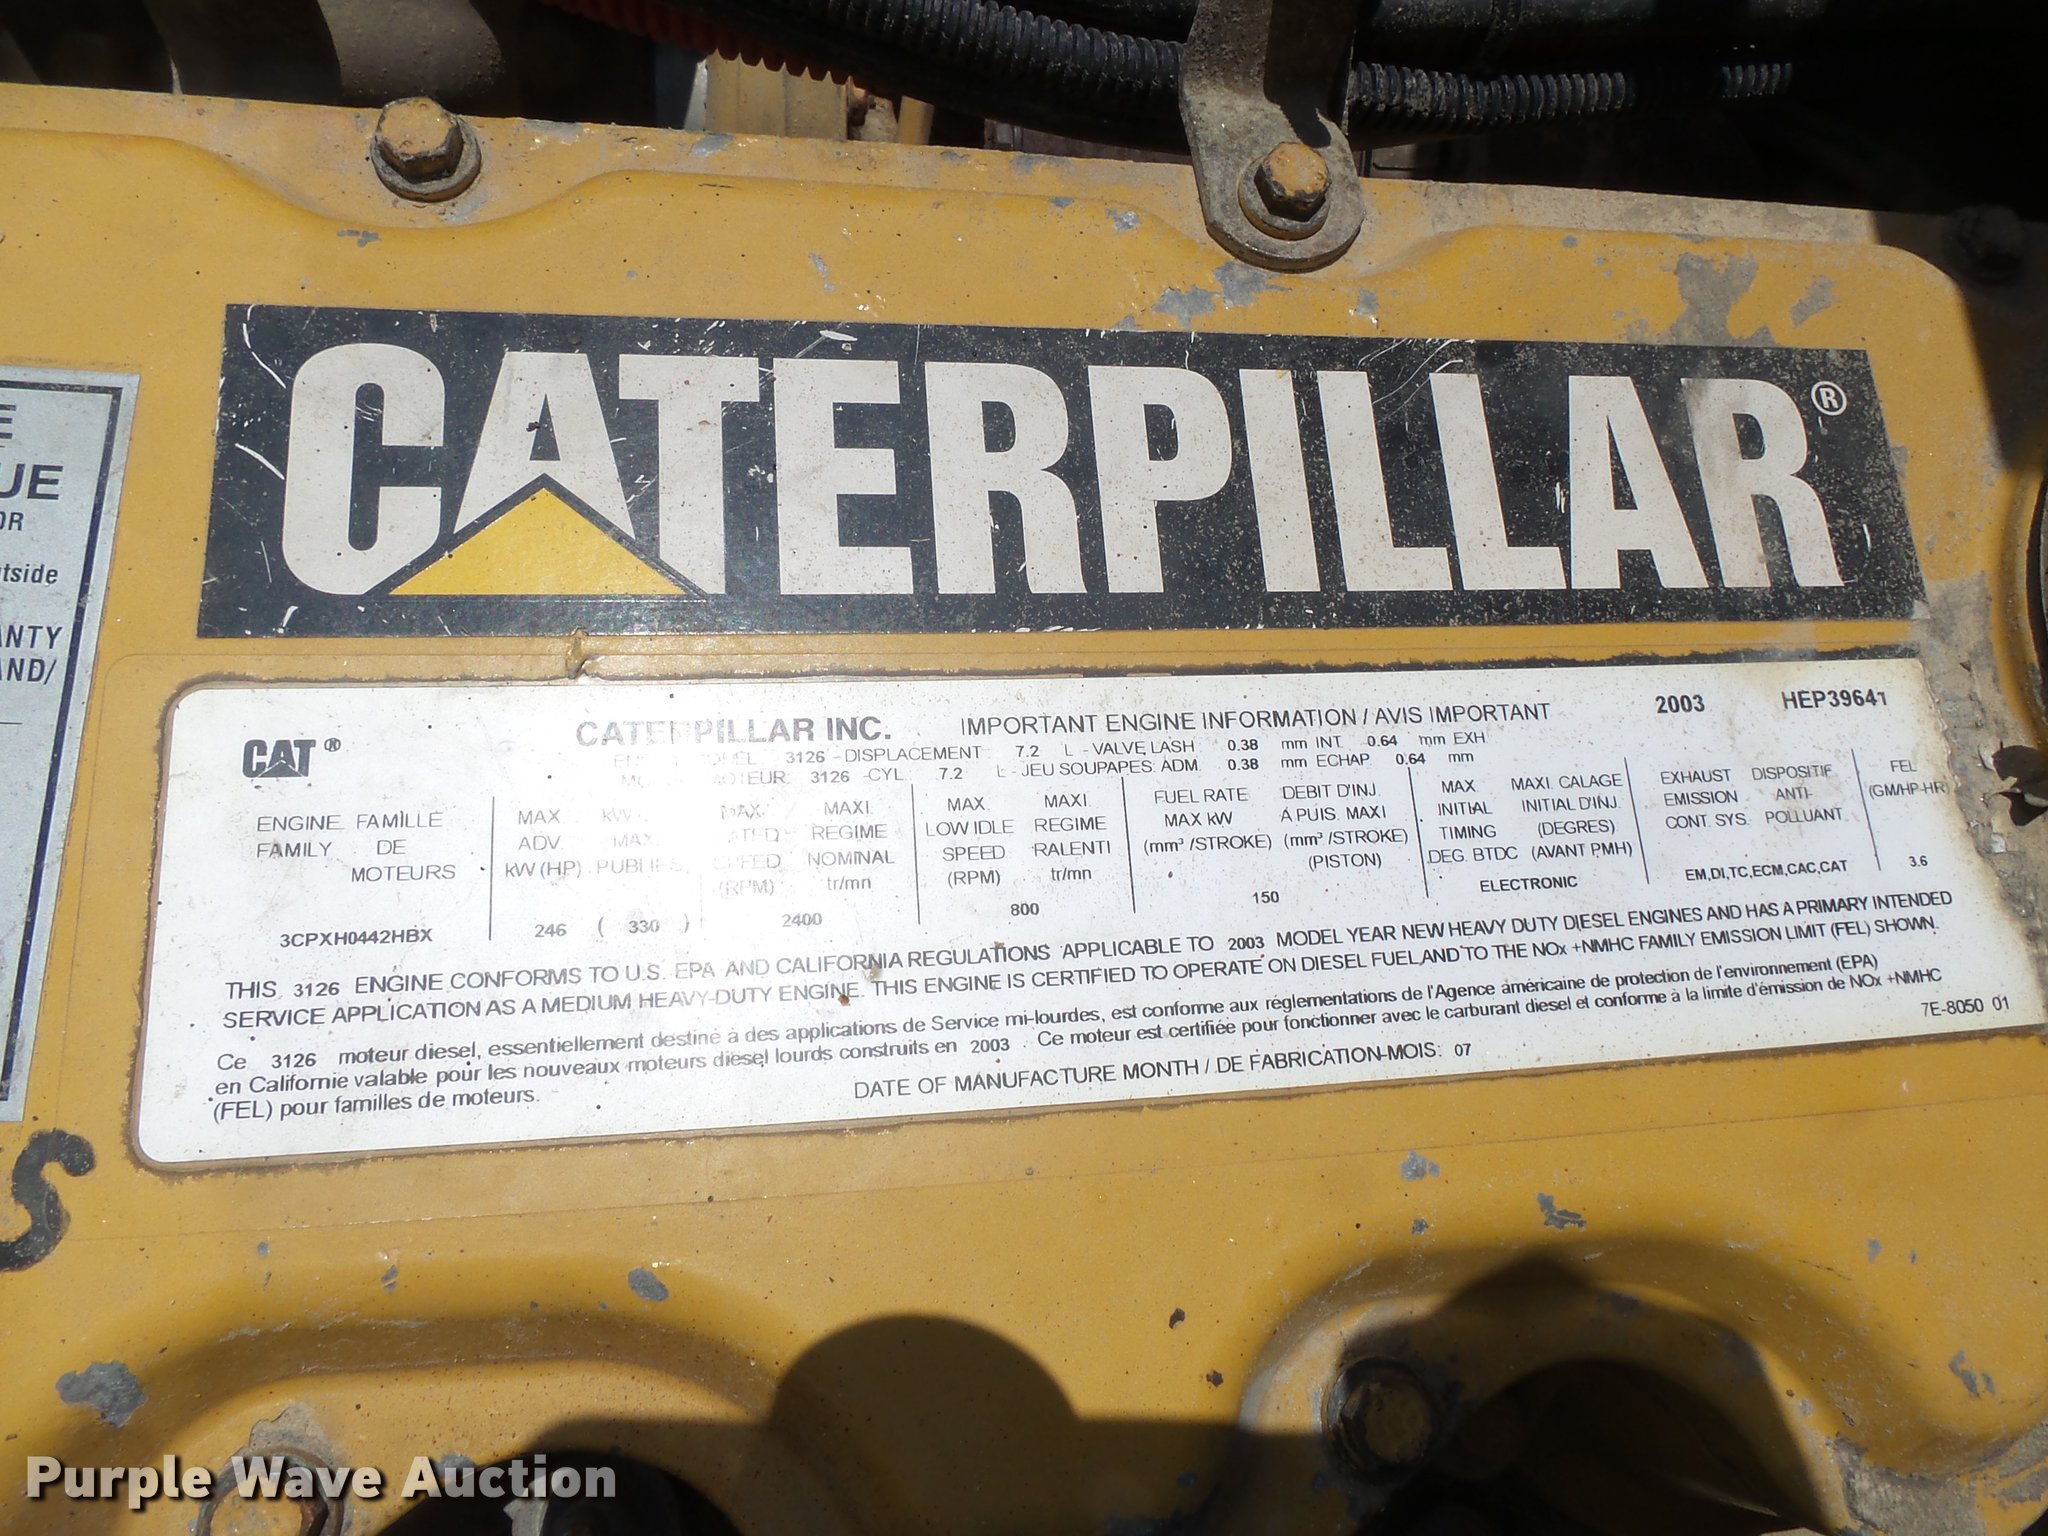 CATERPILLAR®
E
UE
OR
utside
ANTY
AND/
CAT®
CATERPILLAR INC.
IMPORTANT ENGINE INFORMATION / AVIS IMPORTANT
2003
HEP39641
3126 - DISPLACEMENT 7.2 L - VALVE LASH 0.38 mm INT. 0.64 mm EXH
3126 - CYL: 7.2 L - JEU SOUPAPES: ADM. 0.38 mm ECHAP. 0.64 mm
ENGINE FAMILLE
FAMILY DE
MOTEURS
3CPXH0442HBX
MAX.
ADV. MAX.
kW (HP) PUBLIES
246 (330)
MAX. MAXI.
RATED REGIME
SPEED NOMINAL
(RPM) tr/mn
2400
MAX. MAXI.
LOW IDLE REGIME
SPEED RALENTI
(RPM) tr/mn
800
FUEL RATE DEBIT D'INJ.
MAX kW A PUIS. MAXI
(mm³ /STROKE) (mm³ /STROKE)
(PISTON)
150
MAX MAXI. CALAGE
INITIAL INITIAL D'INJ.
TIMING (DEGRES)
DEG. BTDC (AVANT PMH)
ELECTRONIC
EXHAUST DISPOSITIF
EMISSION ANTI-
CONT. SYS. POLLUANT
EM,DI,TC,ECM,CAC,CAT
FEL
(GM/HP-HR)
3.6
THIS 3126 ENGINE CONFORMS TO U.S. EPA AND CALIFORNIA REGULATIONS APPLICABLE TO 2003 MODEL YEAR NEW HEAVY DUTY DIESEL ENGINES AND HAS A PRIMARY INTENDED
SERVICE APPLICATION AS A MEDIUM HEAVY-DUTY ENGINE. THIS ENGINE IS CERTIFIED TO OPERATE ON DIESEL FUEL AND TO THE NOx +NMHC FAMILY EMISSION LIMIT (FEL) SHOWN.
Ce 3126 moteur diesel, essentiellement destiné à des applications de Service mi-lourdes, est conforme aux réglementations de l'Agence américaine de protection de l'environnement (EPA)
en Californie valable pour les nouveaux moteurs diesel lourds construits en 2003 . Ce moteur est certifiée pour fonctionner avec le carburant diesel et conforme à la limite d'émission de NOx +NMHC
(FEL) pour familles de moteurs.
DATE OF MANUFACTURE MONTH / DE FABRICATION-MOIS: 07
7E-8050 01
S
Purple Wave Auction